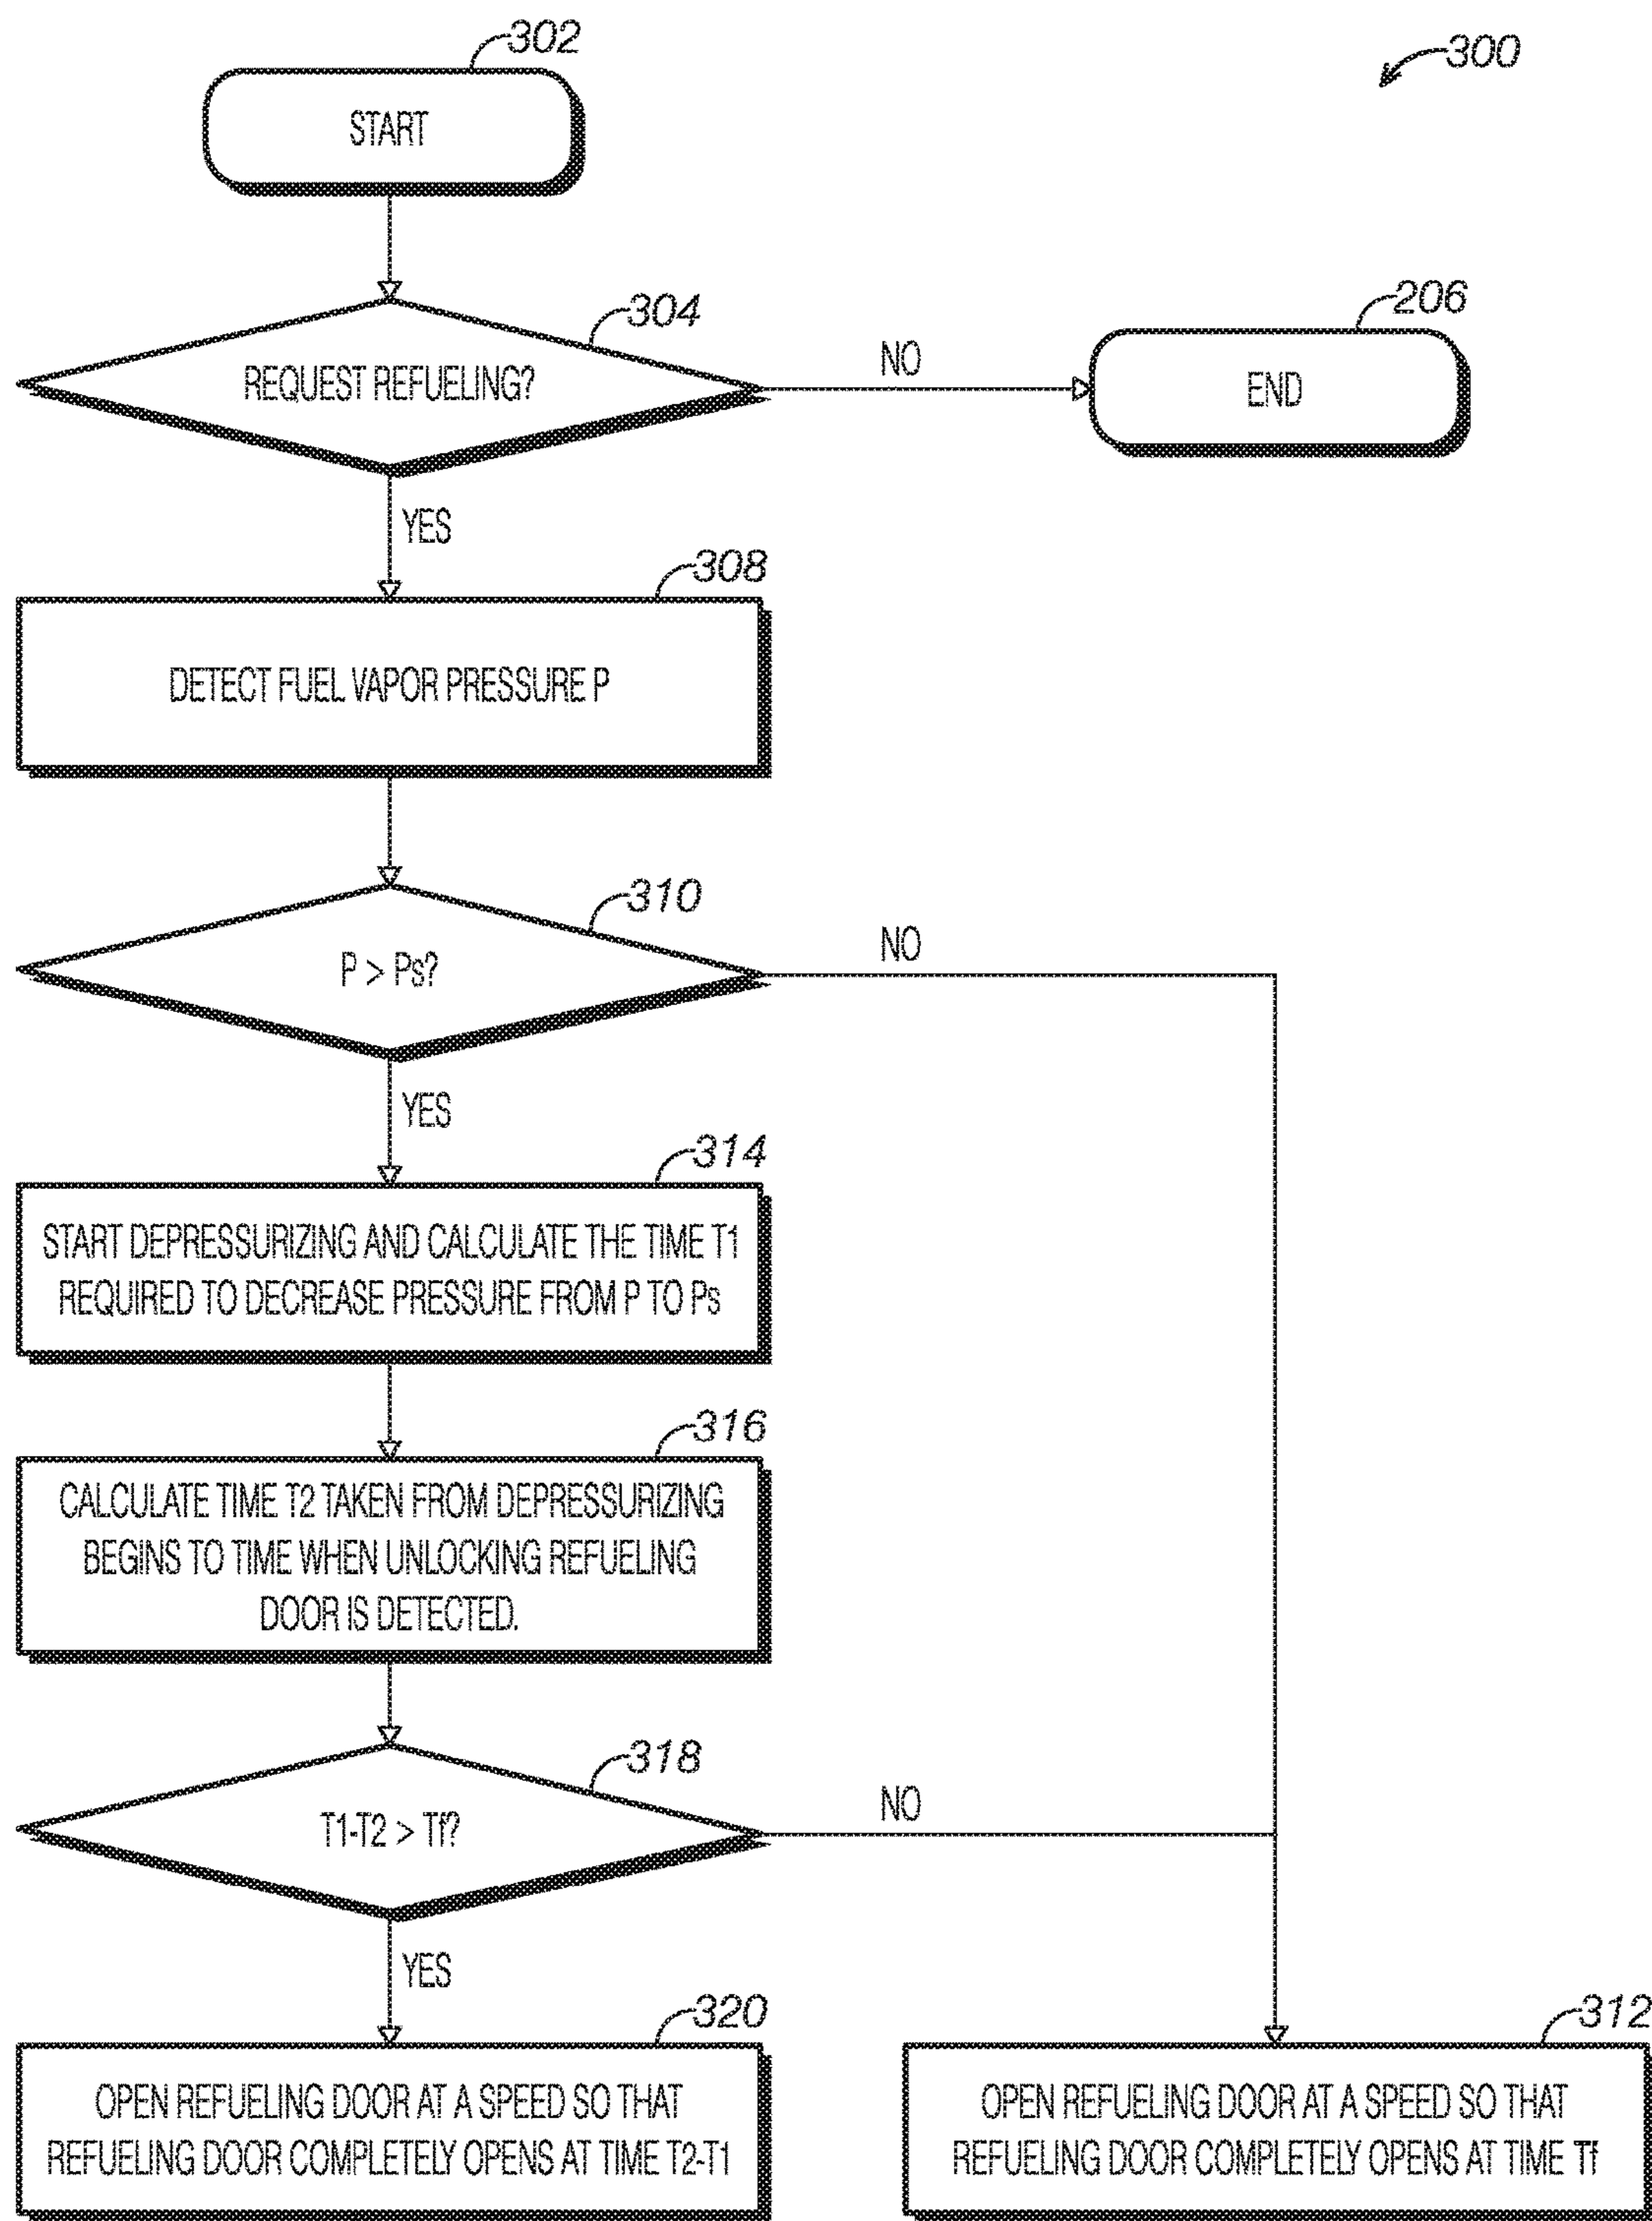 302
300
START
304
REQUEST REFUELING?
NO
206
END
YES
308
DETECT FUEL VAPOR PRESSURE P
310
P > Ps?
NO
YES
314
START DEPRESSURIZING AND CALCULATE THE TIME T1
REQUIRED TO DECREASE PRESSURE FROM P TO Ps
316
CALCULATE TIME T2 TAKEN FROM DEPRESSURIZING
BEGINS TO TIME WHEN UNLOCKING REFUELING
DOOR IS DETECTED.
318
T1-T2 > Tf?
NO
YES
320
OPEN REFUELING DOOR AT A SPEED SO THAT
REFUELING DOOR COMPLETELY OPENS AT TIME T2-T1
312
OPEN REFUELING DOOR AT A SPEED SO THAT
REFUELING DOOR COMPLETELY OPENS AT TIME Tf